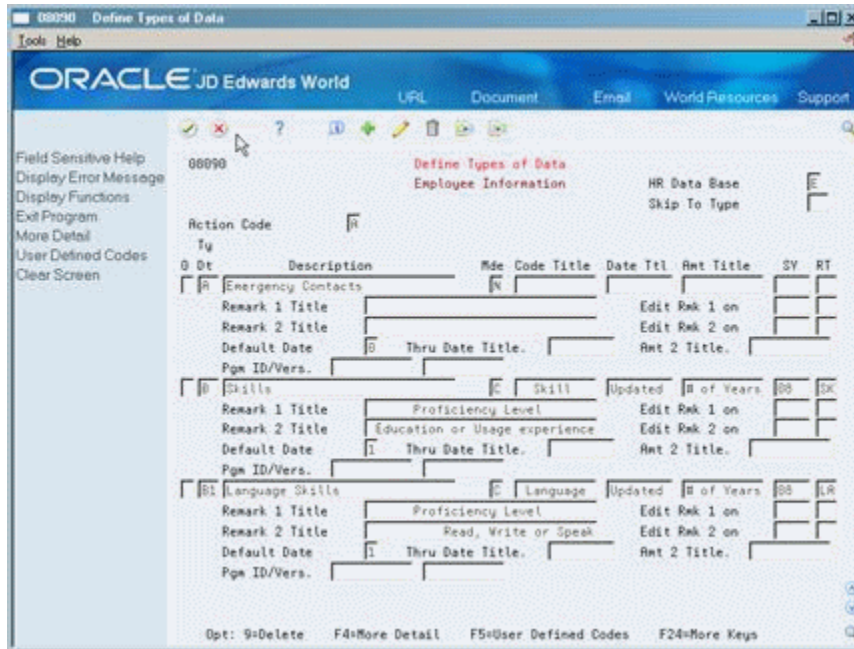 08090 Define Types of Data
Tools Help
ORACLE JD Edwards World
URL Document Email World Resources Support
Field Sensitive Help
Display Error Message
Display Functions
Exit Program
More Detail
User Defined Codes
Clear Screen
?
08090 Define Types of Data
Employee Information HR Data Base E
Skip To Type
Action Code
Ty
O Dt Description Mde Code Title Date Ttl Amt Title SY RT
A Emergency Contacts N
Remark 1 Title Edit Rmk 1 on
Remark 2 Title Edit Rmk 2 on
Default Date Thru Date Title. Amt 2 Title.
Pgm ID/Vers.
Skills C Skill Updated # of Years 08 SK
Remark 1 Title Proficiency Level Edit Rmk 1 on
Remark 2 Title Education or Usage experience Edit Rmk 2 on
Default Date 1 Thru Date Title. Amt 2 Title.
Pgm ID/Vers.
B1 Language Skills C Language Updated # of Years 08 LA
Remark 1 Title Proficiency Level Edit Rmk 1 on
Remark 2 Title Read, Write or Speak Edit Rmk 2 on
Default Date 1 Thru Date Title. Amt 2 Title.
Pgm ID/Vers.
Opt: 9=Delete F4=More Detail F5=User Defined Codes F24=More Keys